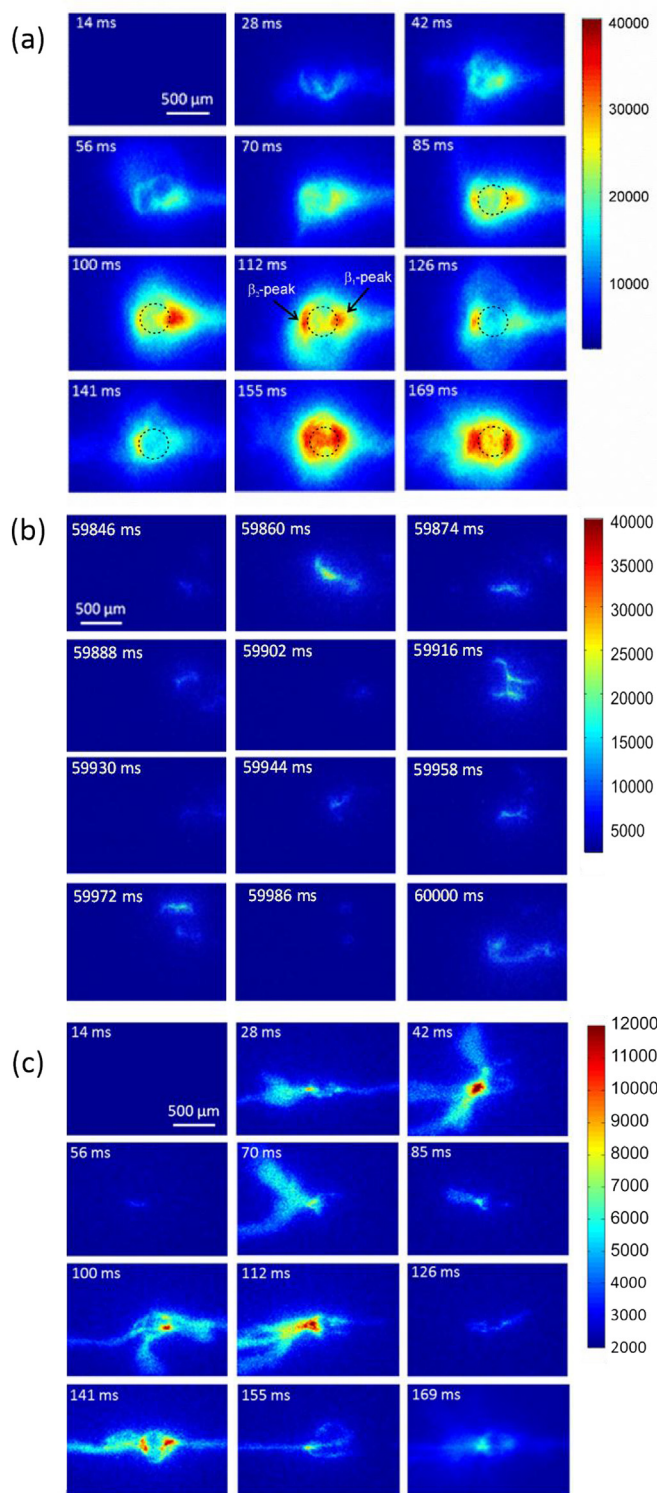 (a)
14 ms 28 ms 42 ms
500 µm
56 ms 70 ms 85 ms
100 ms 112 ms 126 ms
β₂-peak β₁-peak
141 ms 155 ms 169 ms
40000
30000
20000
10000
(b)
59846 ms 59860 ms 59874 ms
500 µm
59888 ms 59902 ms 59916 ms
59930 ms 59944 ms 59958 ms
59972 ms 59986 ms 60000 ms
40000
35000
30000
25000
20000
15000
10000
5000
(c)
14 ms 28 ms 42 ms
500 µm
56 ms 70 ms 85 ms
100 ms 112 ms 126 ms
141 ms 155 ms 169 ms
12000
11000
10000
9000
8000
7000
6000
5000
4000
3000
2000